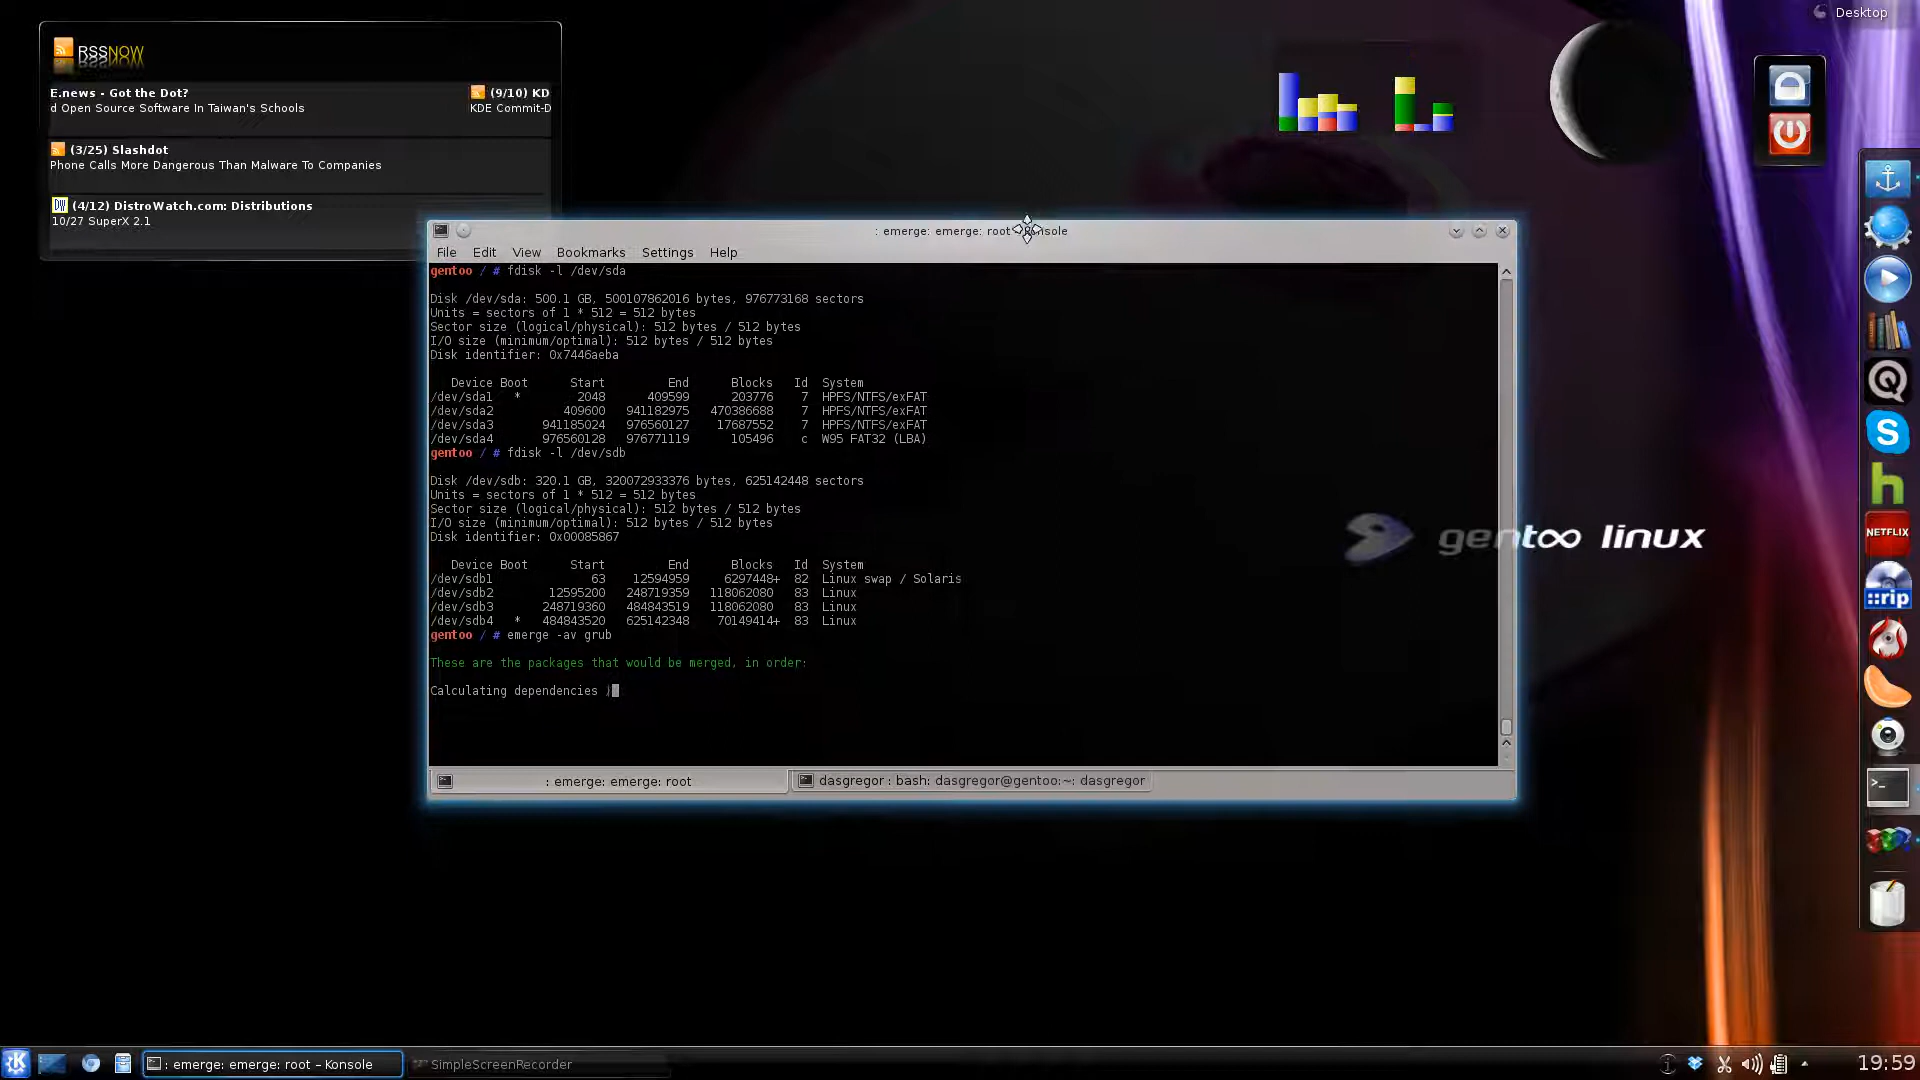 Desktop
RSSNOW
E.news - Got the Dot?
d Open Source Software In Taiwan's Schools
(9/10) KD
KDE Commit-D
(3/25) Slashdot
Phone Calls More Dangerous Than Malware To Companies
DW (4/12) DistroWatch.com: Distributions
10/27 SuperX 2.1
: emerge: emerge: root – Konsole
File Edit View Bookmarks Settings Help
gentoo / # fdisk -l /dev/sda
Disk /dev/sda: 500.1 GB, 500107862016 bytes, 976773168 sectors
Units = sectors of 1 * 512 = 512 bytes
Sector size (logical/physical): 512 bytes / 512 bytes
I/O size (minimum/optimal): 512 bytes / 512 bytes
Disk identifier: 0x7446aeba
Device Boot Start End Blocks Id System
/dev/sda1 * 2048 409599 203776 7 HPFS/NTFS/exFAT
/dev/sda2 409600 941182975 470386688 7 HPFS/NTFS/exFAT
/dev/sda3 941185024 976560127 17687552 7 HPFS/NTFS/exFAT
/dev/sda4 976560128 976771119 105496 c W95 FAT32 (LBA)
gentoo / # fdisk -l /dev/sdb
Disk /dev/sdb: 320.1 GB, 320072933376 bytes, 625142448 sectors
Units = sectors of 1 * 512 = 512 bytes
Sector size (logical/physical): 512 bytes / 512 bytes
I/O size (minimum/optimal): 512 bytes / 512 bytes
Disk identifier: 0x00085867
Device Boot Start End Blocks Id System
/dev/sdb1 63 12594959 6297448+ 82 Linux swap / Solaris
/dev/sdb2 12595200 248719359 118062080 83 Linux
/dev/sdb3 248719360 484843519 118062080 83 Linux
/dev/sdb4 * 484843520 625142348 70149414+ 83 Linux
gentoo / # emerge -av grub
These are the packages that would be merged, in order:
Calculating dependencies /
: emerge: emerge: root
dasgregor : bash: dasgregor@gentoo:~: dasgregor
gentoo linux
S
h
NETFLIX
::rip
: emerge: emerge: root – Konsole
SimpleScreenRecorder
19:59